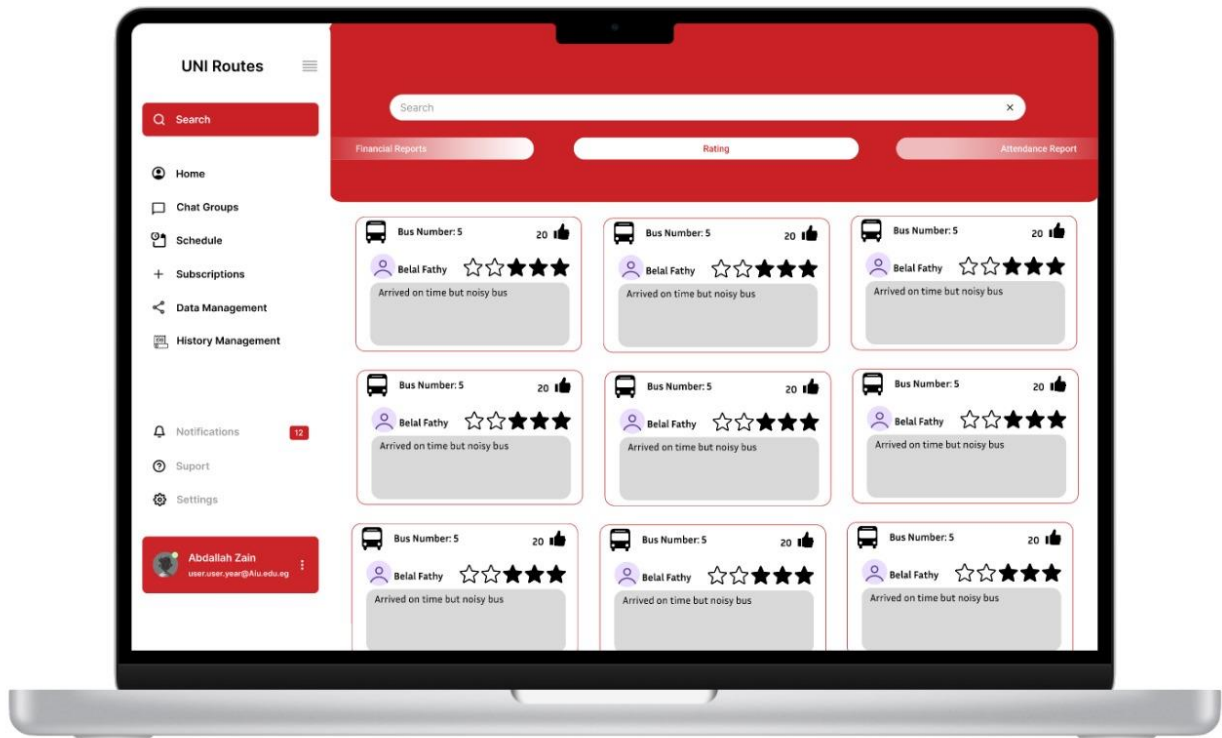 UNI Routes
Search
Home
Chat Groups
Schedule
Subscriptions
Data Management
History Management
Notifications 12
Suport
Settings
Abdallah Zain
user.user.year@Aiu.edu.eg
Search
Financial Reports Rating Attendance Report
Bus Number: 5 20
Belal Fathy
Arrived on time but noisy bus
Bus Number: 5 20
Belal Fathy
Arrived on time but noisy bus
Bus Number: 5 20
Belal Fathy
Arrived on time but noisy bus
Bus Number: 5 20
Belal Fathy
Arrived on time but noisy bus
Bus Number: 5 20
Belal Fathy
Arrived on time but noisy bus
Bus Number: 5 20
Belal Fathy
Arrived on time but noisy bus
Bus Number: 5 20
Belal Fathy
Arrived on time but noisy bus
Bus Number: 5 20
Belal Fathy
Arrived on time but noisy bus
Bus Number: 5 20
Belal Fathy
Arrived on time but noisy bus